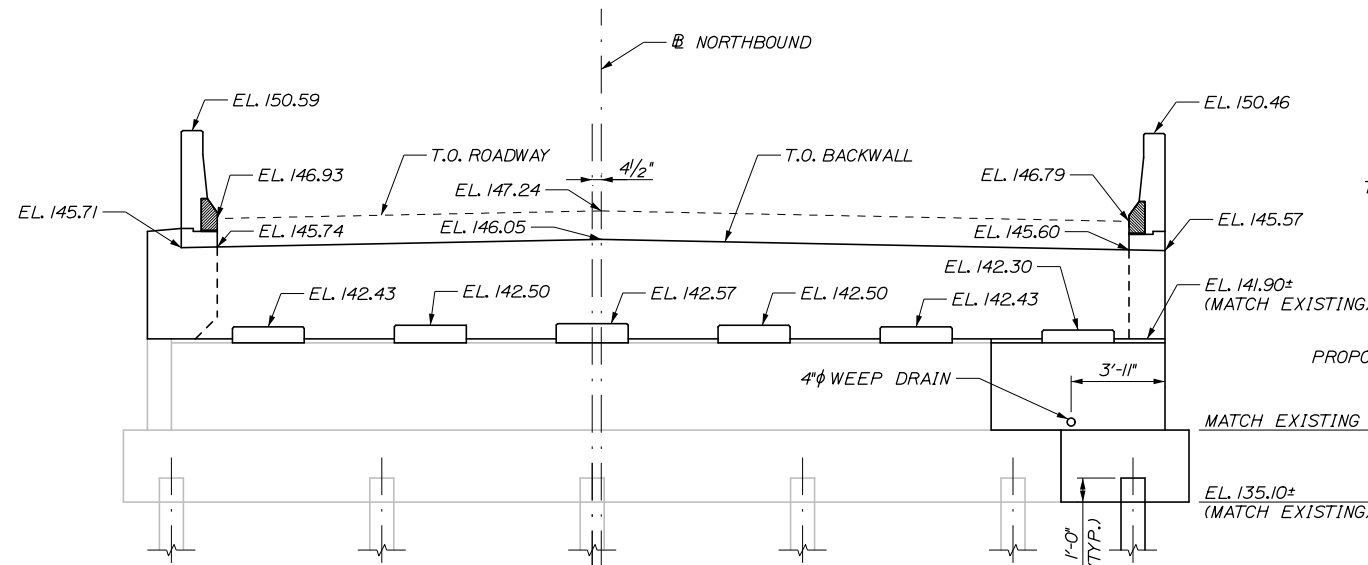 ℄ NORTHBOUND
EL. 150.59
EL. 150.46
T.O. ROADWAY
4 1/2"
T.O. BACKWALL
EL. 146.93
EL. 147.24
EL. 146.79
EL. 145.71
EL. 145.74
EL. 146.05
EL. 145.60
EL. 145.57
EL. 142.43
EL. 142.50
EL. 142.57
EL. 142.50
EL. 142.43
EL. 142.30
EL. 141.90±
(MATCH EXISTING)
PROPO
4"ϕ WEEP DRAIN
3'-11"
MATCH EXISTING
EL. 135.10±
(MATCH EXISTING)
1'-0"
(TYP.)